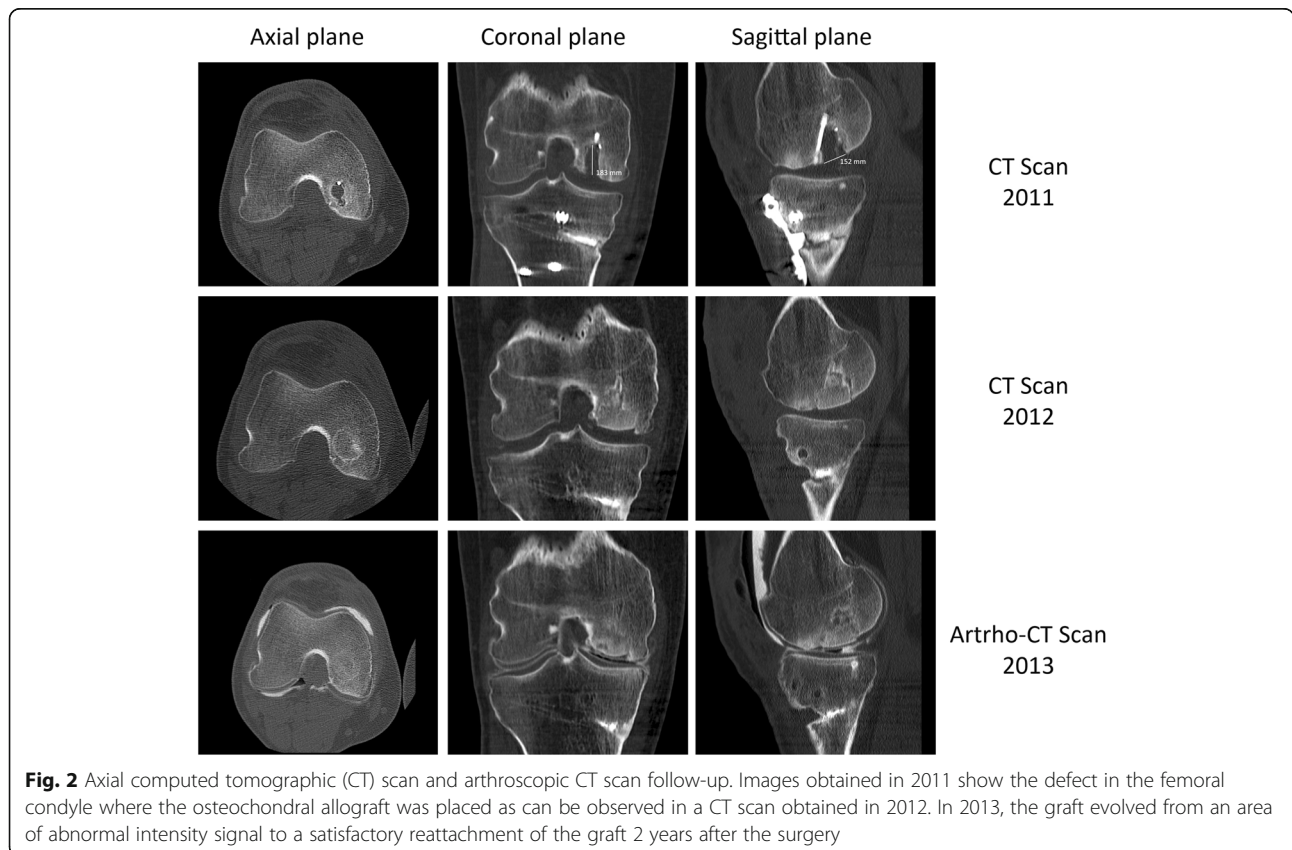 Axial plane Coronal plane Sagittal plane
183 mm
152 mm
CT Scan
2011
CT Scan
2012
Artrho-CT Scan
2013
Fig. 2 Axial computed tomographic (CT) scan and arthroscopic CT scan follow-up. Images obtained in 2011 show the defect in the femoral
condyle where the osteochondral allograft was placed as can be observed in a CT scan obtained in 2012. In 2013, the graft evolved from an area
of abnormal intensity signal to a satisfactory reattachment of the graft 2 years after the surgery